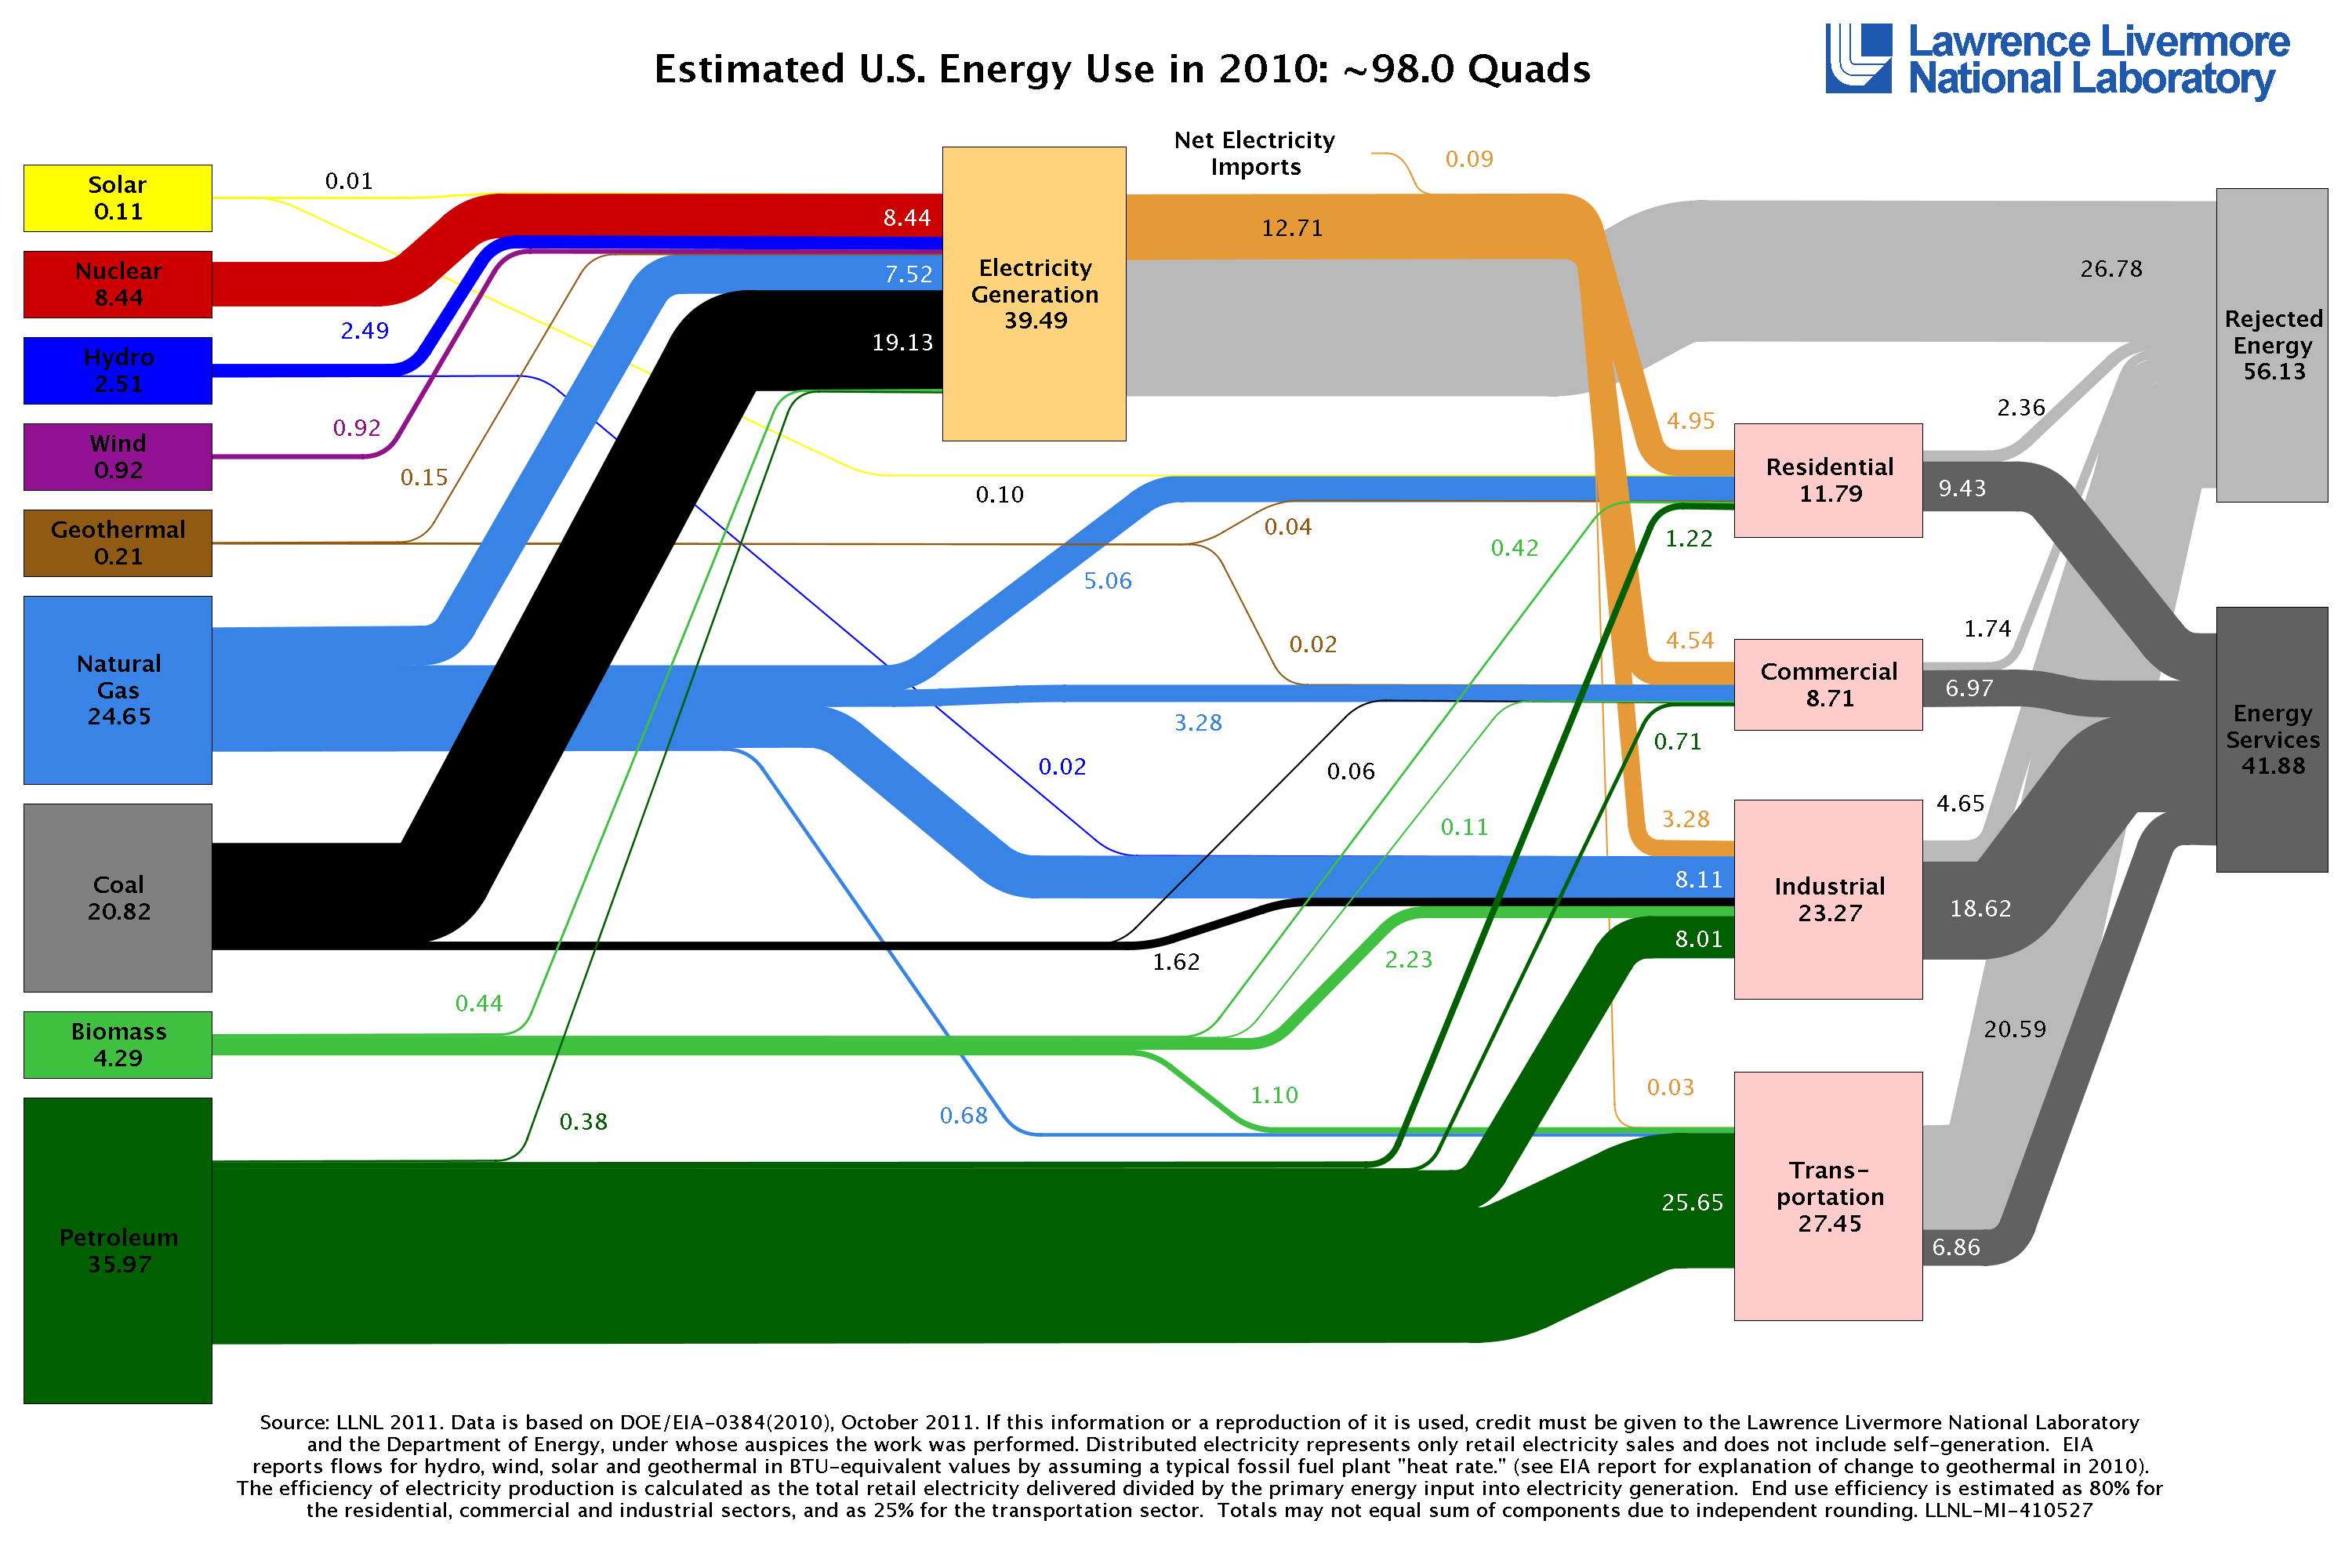 Lawrence Livermore
National Laboratory
Estimated U.S. Energy Use in 2010: ~98.0 Quads
Net Electricity
Imports
0.09
Solar
0.11
0.01
Nuclear
8.44
8.44
Hydro
2.51
2.49
Wind
0.92
0.92
Geothermal
0.21
0.15
Natural
Gas
24.65
7.52
Coal
20.82
19.13
Biomass
4.29
0.44
Petroleum
35.97
0.38
Electricity
Generation
39.49
12.71
26.78
0.10
0.04
5.06
0.02
3.28
0.02
0.06
0.42
0.11
1.62
2.23
1.10
0.68
4.95
1.22
4.54
0.71
3.28
8.11
8.01
0.03
25.65
Residential
11.79
Commercial
8.71
Industrial
23.27
Trans-
portation
27.45
2.36
9.43
1.74
6.97
4.65
18.62
20.59
6.86
Rejected
Energy
56.13
Energy
Services
41.88
Source: LLNL 2011. Data is based on DOE/EIA-0384(2010), October 2011. If this information or a reproduction of it is used, credit must be given to the Lawrence Livermore National Laboratory
and the Department of Energy, under whose auspices the work was performed. Distributed electricity represents only retail electricity sales and does not include self-generation.  EIA
reports flows for hydro, wind, solar and geothermal in BTU-equivalent values by assuming a typical fossil fuel plant "heat rate." (see EIA report for explanation of change to geothermal in 2010).
The efficiency of electricity production is calculated as the total retail electricity delivered divided by the primary energy input into electricity generation.  End use efficiency is estimated as 80% for
the residential, commercial and industrial sectors, and as 25% for the transportation sector.  Totals may not equal sum of components due to independent rounding. LLNL-MI-410527